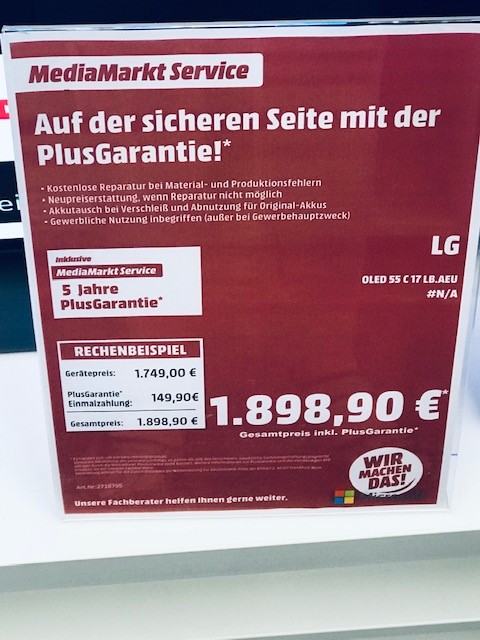 MediaMarkt Service
Auf der sicheren Seite mit der
PlusGarantie!*
• Kostenlose Reparatur bei Material- und Produktionsfehlern
• Neupreiserstattung, wenn Reparatur nicht möglich
• Akkutausch bei Verschleiß und Abnutzung für Original-Akkus
• Gewerbliche Nutzung inbegriffen (außer bei Gewerbehauptzweck)
LG
Inklusive
MediaMarkt Service
5 Jahre
PlusGarantie*
OLED 55 C 17 LB.AEU
#N/A
RECHENBEISPIEL
Gerätepreis: 1.749,00 €
PlusGarantie*
Einmalzahlung: 149,90€
Gesamtpreis: 1.898,90 €
1.898,90 €*
Gesamtpreis inkl. PlusGarantie*
WIR
MACHEN
DAS!
Unsere Fachberater helfen Ihnen gerne weiter.